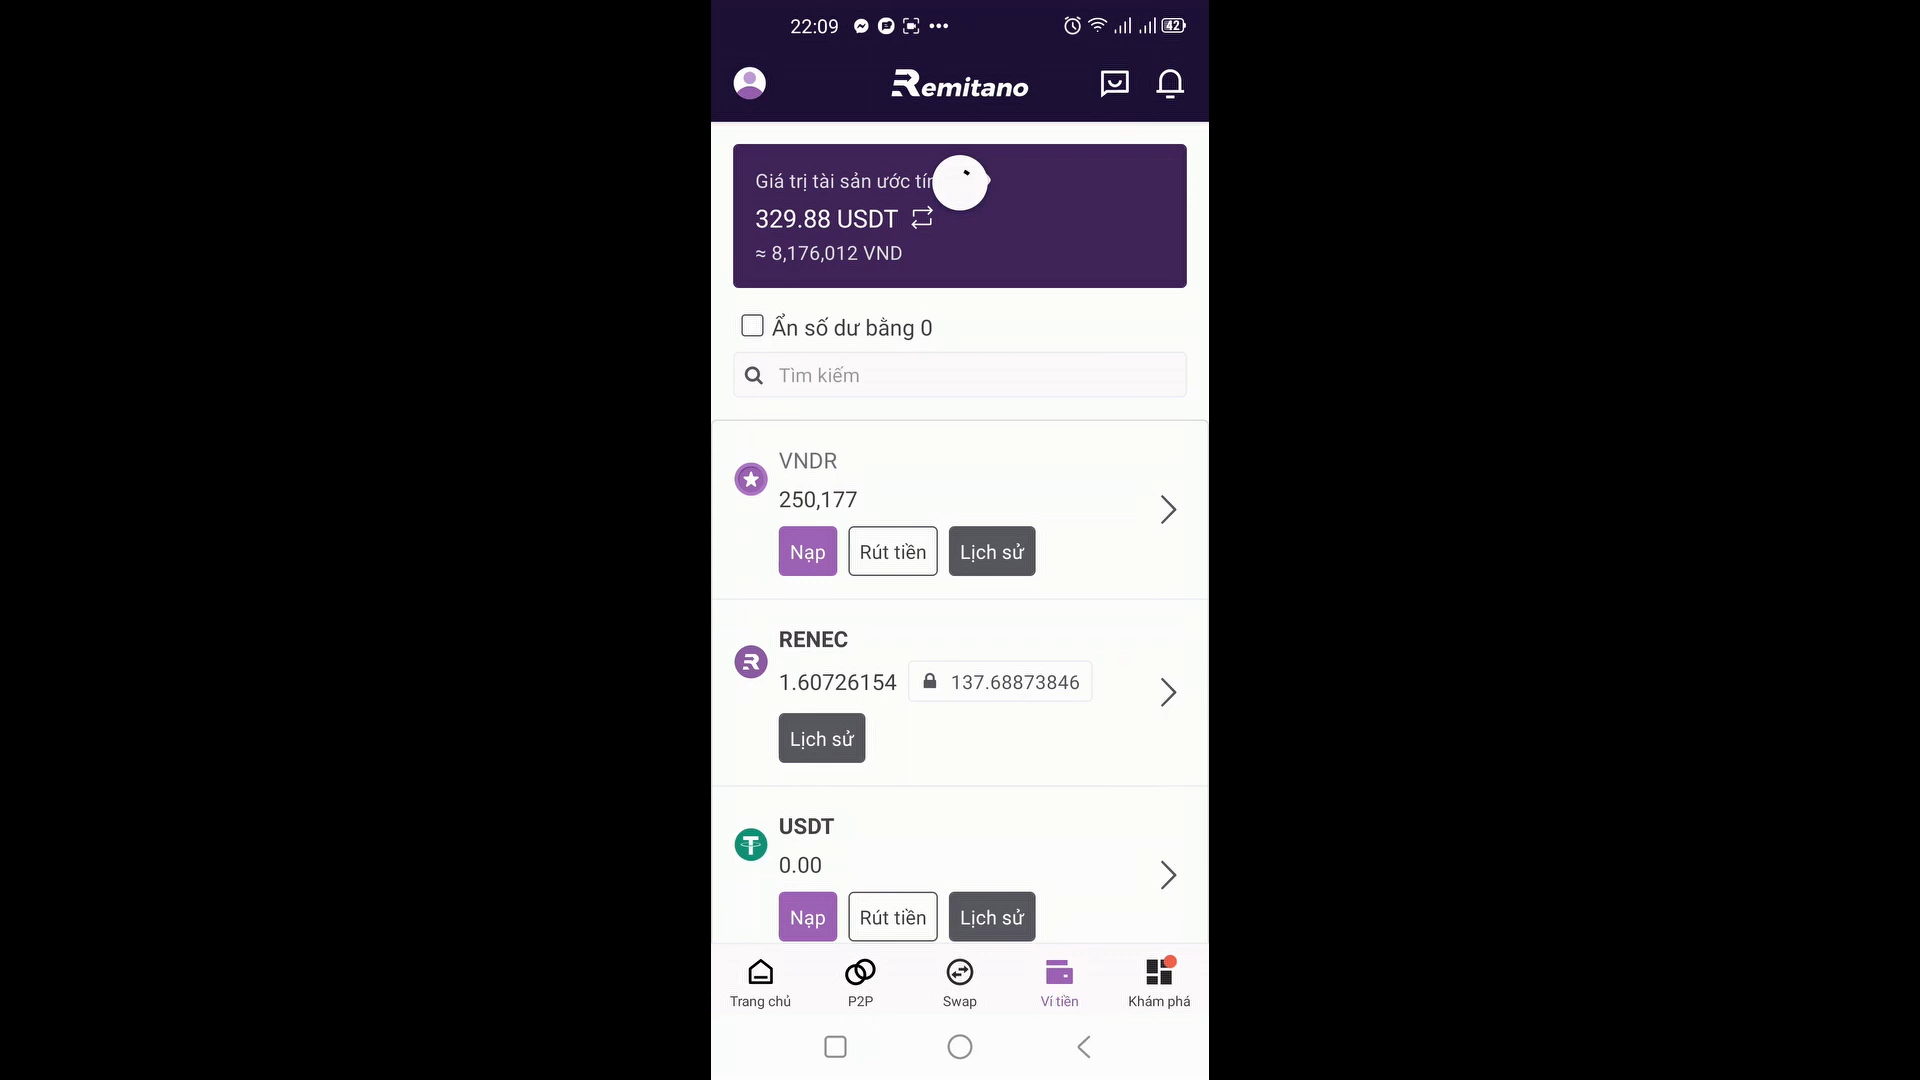 22:09
42
Remitano
Giá trị tài sản ước tín
329.88 USDT
≈ 8,176,012 VND
Ẩn số dư bằng 0
Tìm kiếm
VNDR
250,177
Nạp Rút tiền Lịch sử
RENEC
1.60726154 137.68873846
Lịch sử
USDT
0.00
Nạp Rút tiền Lịch sử
Trang chủ P2P Swap Ví tiền Khám phá